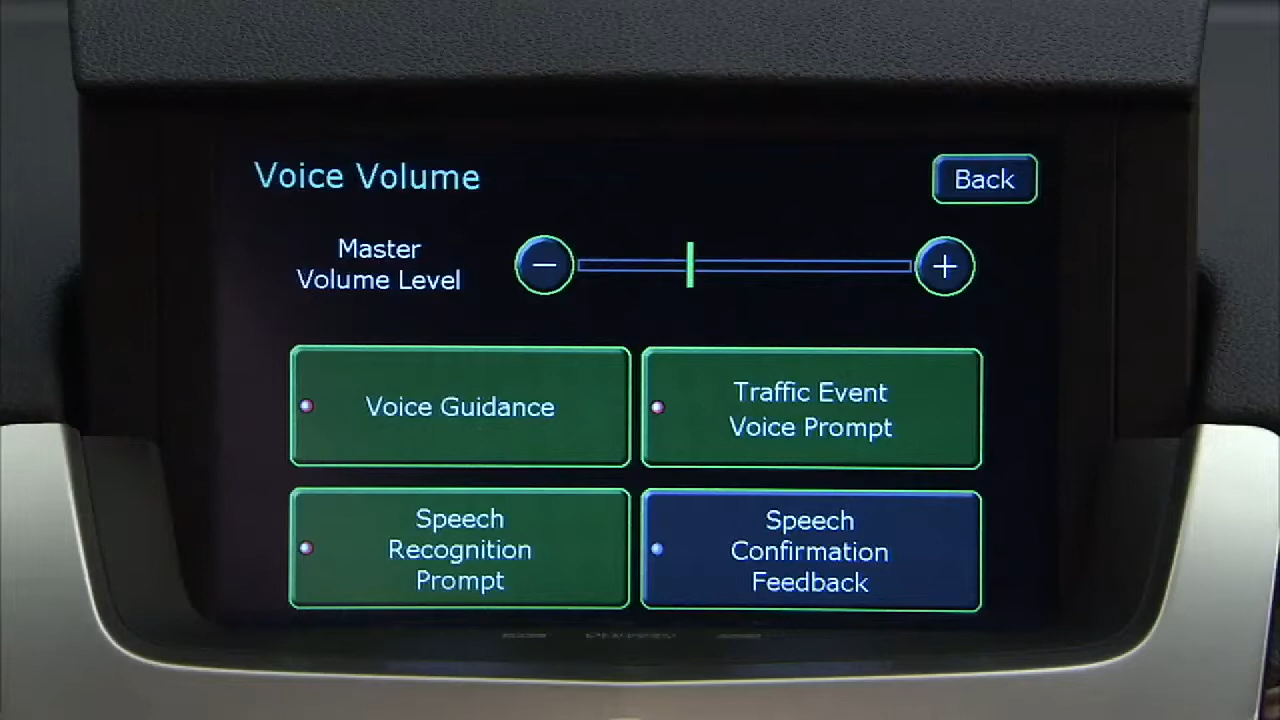 Voice Volume
Back
Master
Volume Level
Voice Guidance
Traffic Event
Voice Prompt
Speech
Recognition
Prompt
Speech
Confirmation
Feedback